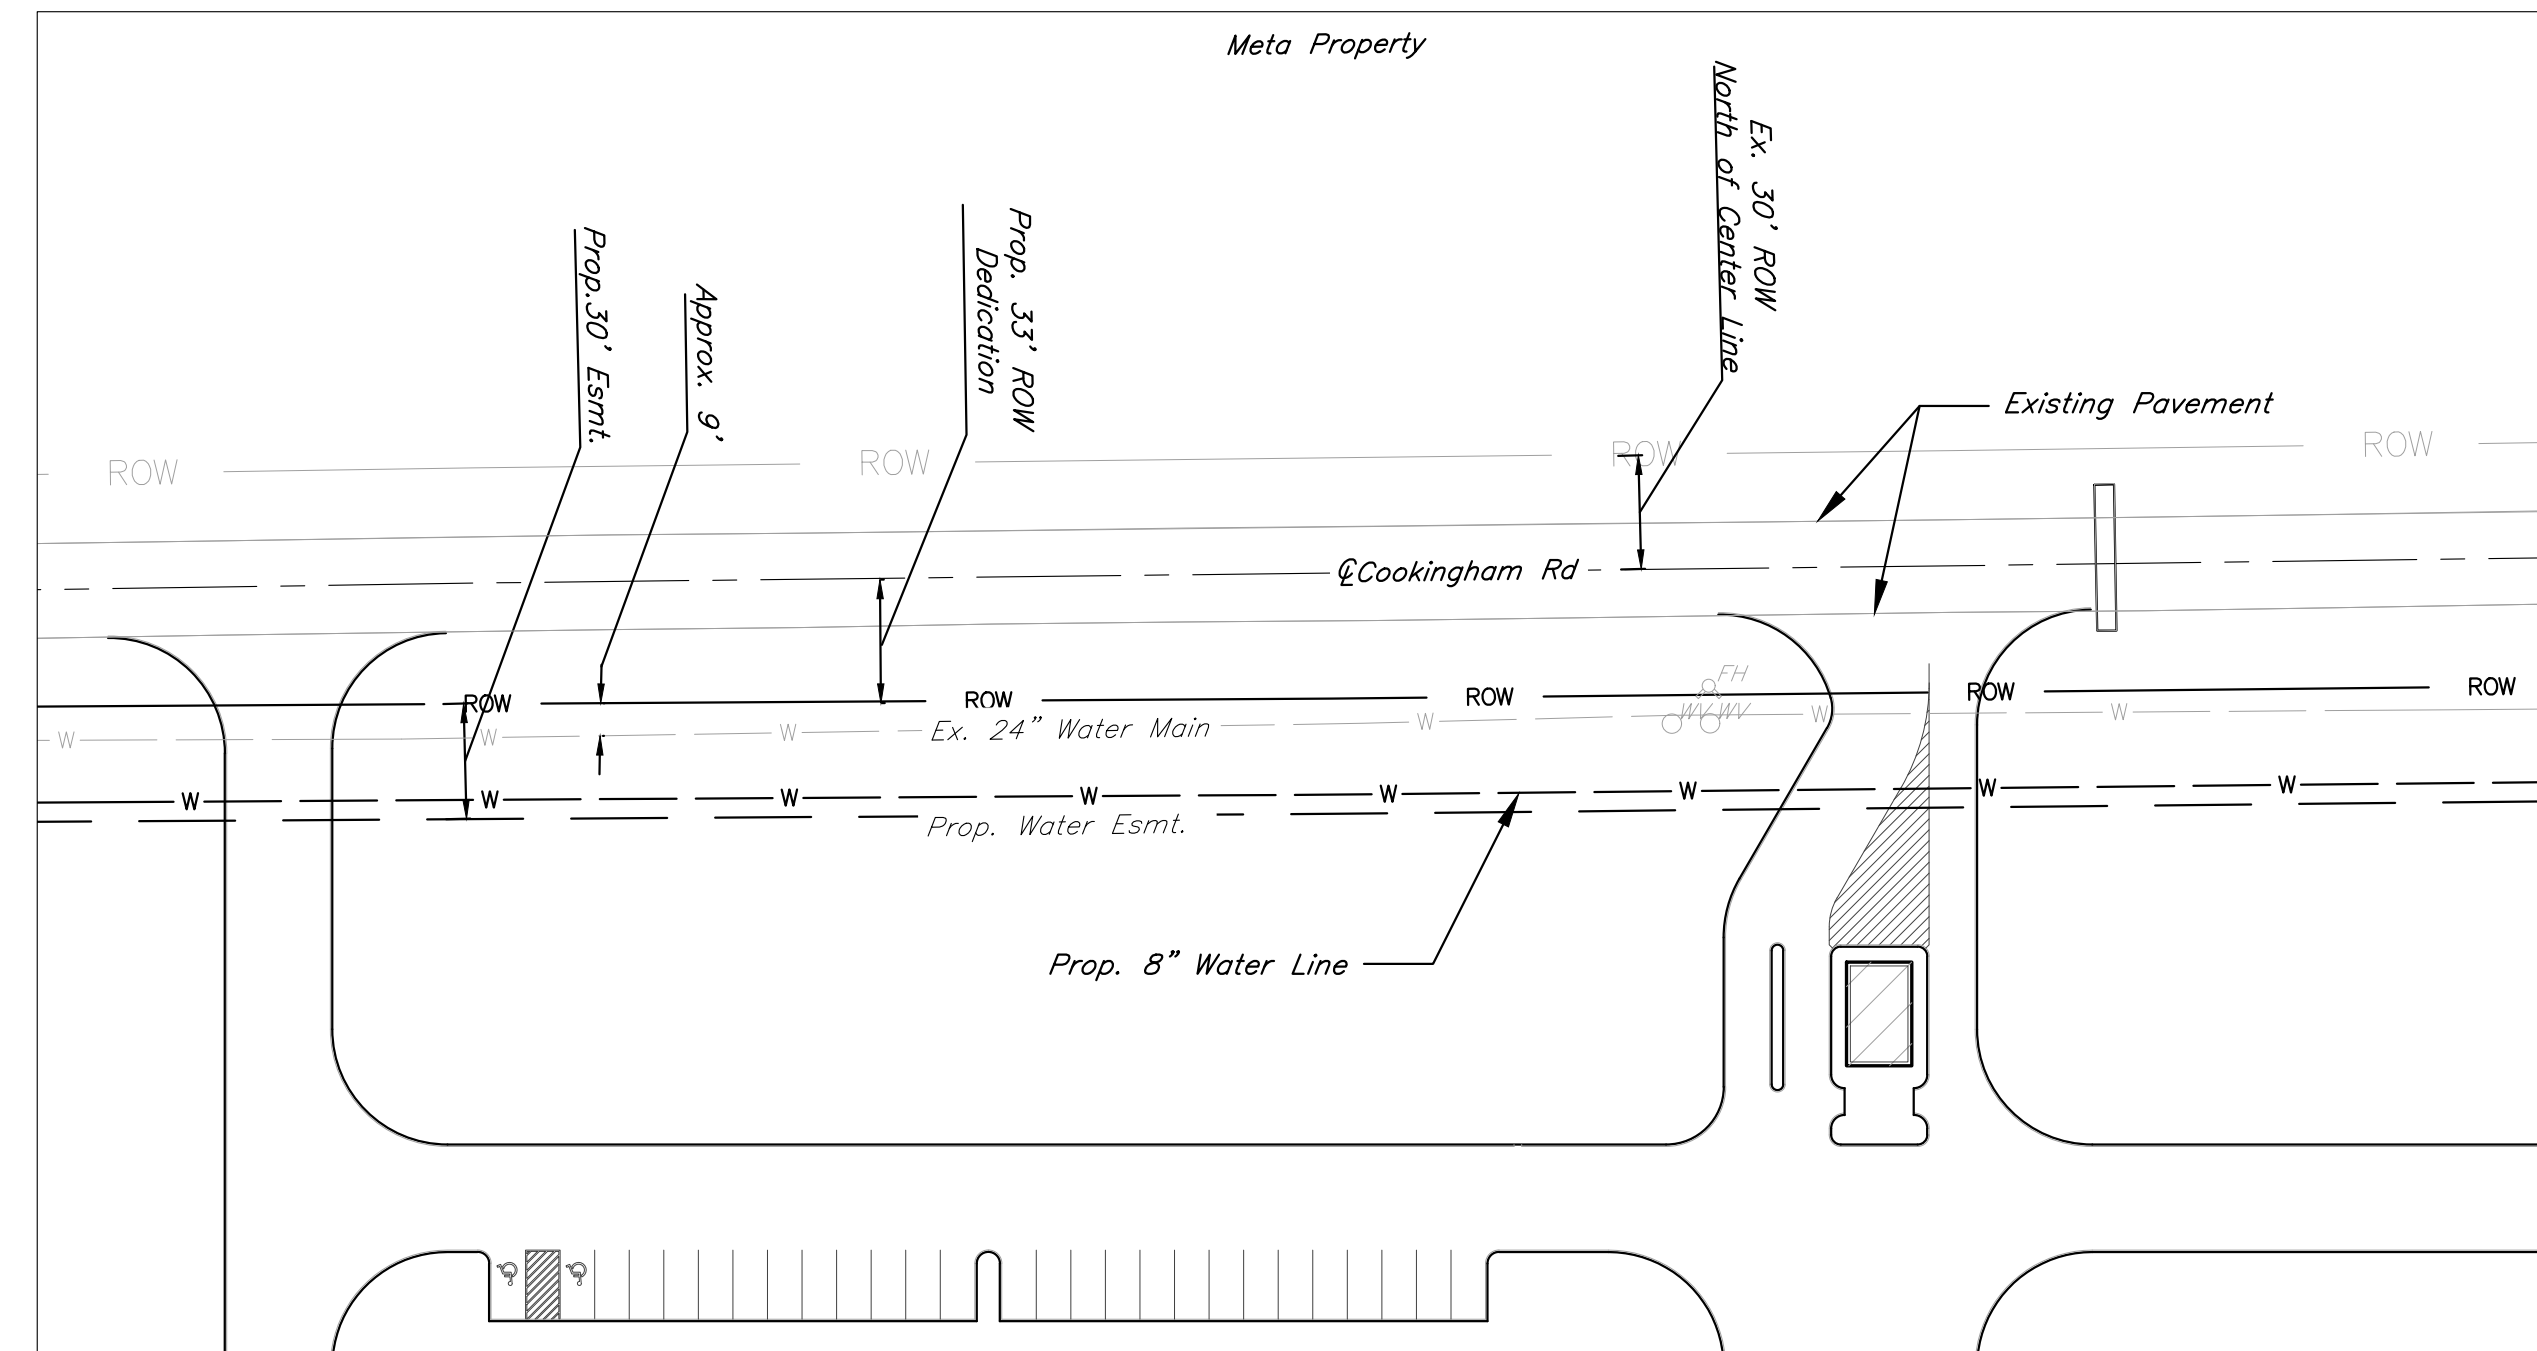 Meta Property
Ex. 30' ROW
North of Center Line
Prop. 33' ROW
Dedication
Prop.30' Esmt.
Approx. 9'
Existing Pavement
ROW ROW ROW ROW
℄Cookingham Rd
FH
ROW ROW ROW ROW ROW
WV WV
W W W W W W
Ex. 24" Water Main
W W W W W W W W
Prop. Water Esmt.
Prop. 8" Water Line